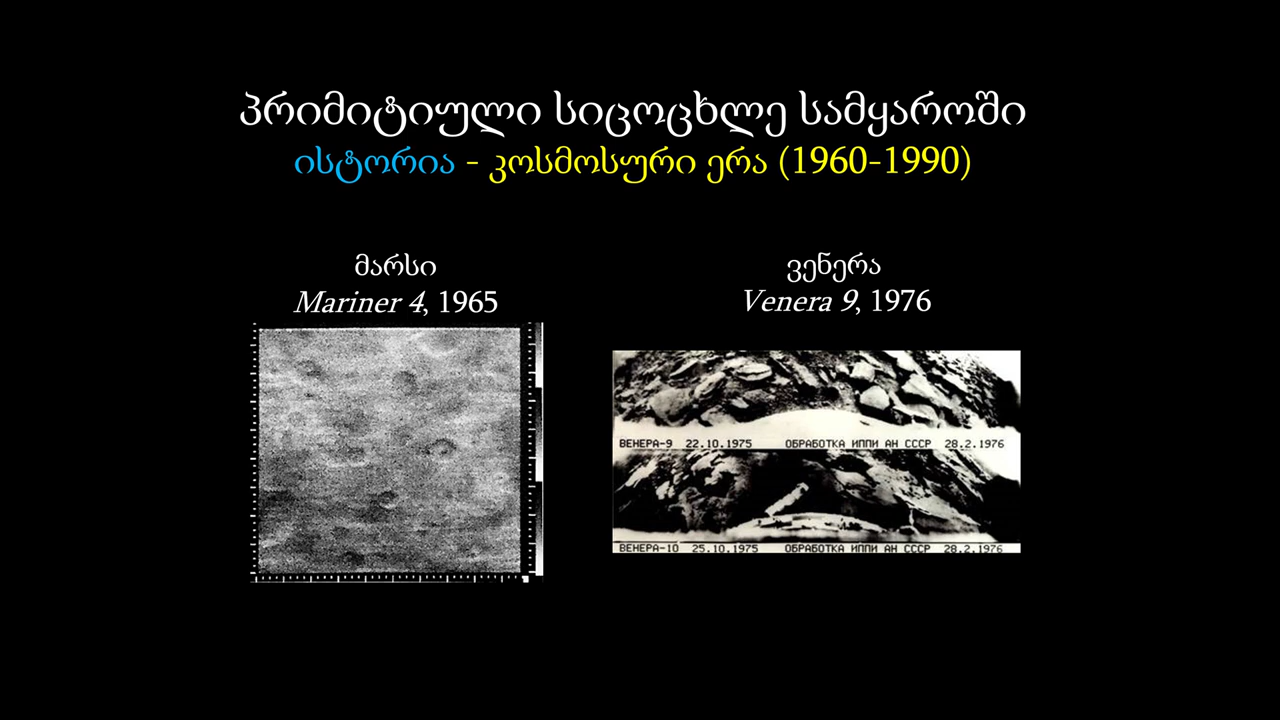 პრიმიტიული სიცოცხლე სამყაროში
ისტორია - კოსმოსური ერა (1960-1990)
მარსი
Mariner 4, 1965
ვენერა
Venera 9, 1976
ВЕНЕРА-9 22.10.1975 ОБРАБОТКА ИППИ АН СССР 28.2.1976
ВЕНЕРА-10 25.10.1975 ОБРАБОТКА ИППИ АН СССР 28.2.1976